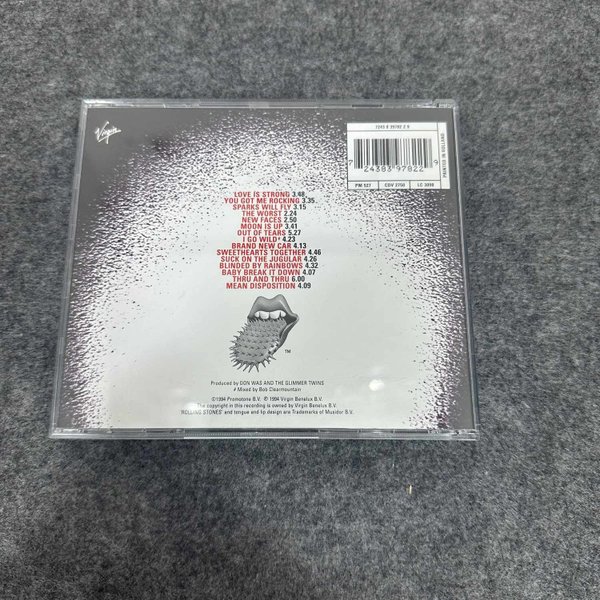 Virgin
7243 8 39782 2 9
7 24383 97822 9
PM 527 CDV 2750 LC 3098
PRINTED IN HOLLAND
LOVE IS STRONG 3.48
YOU GOT ME ROCKING 3.35
SPARKS WILL FLY 3.15
THE WORST 2.24
NEW FACES 2.50
MOON IS UP 3.41
OUT OF TEARS 5.27
I GO WILD # 4.23
BRAND NEW CAR 4.13
SWEETHEARTS TOGETHER 4.46
SUCK ON THE JUGULAR 4.26
BLINDED BY RAINBOWS 4.32
BABY BREAK IT DOWN 4.07
THRU AND THRU 6.00
MEAN DISPOSITION 4.09
TM
Produced by DON WAS AND THE GLIMMER TWINS
# Mixed by Bob Clearmountain
©1994 Promotone B.V. ℗ 1994 Virgin Benelux B.V.
The copyright in this recording is owned by Virgin Benelux B.V.
'ROLLING STONES' and tongue and lip design are Trademarks of Musidor B.V.